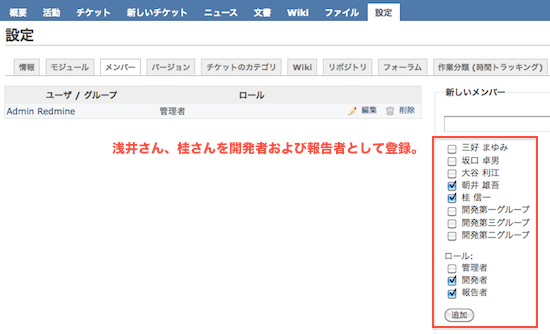 概要 活動 チケット 新しいチケット ニュース 文書 Wiki ファイル 設定
設定
情報 モジュール メンバー バージョン チケットのカテゴリ Wiki リポジトリ フォーラム 作業分類 (時間トラッキング)
ユーザ / グループ ロール
Admin Redmine 管理者 編集 削除
新しいメンバー
浅井さん、桂さんを開発者および報告者として登録。
三好 まゆみ
坂口 卓男
大谷 利江
朝井 雄吾
桂 信一
開発第一グループ
開発第三グループ
開発第二グループ
ロール:
管理者
開発者
報告者
追加